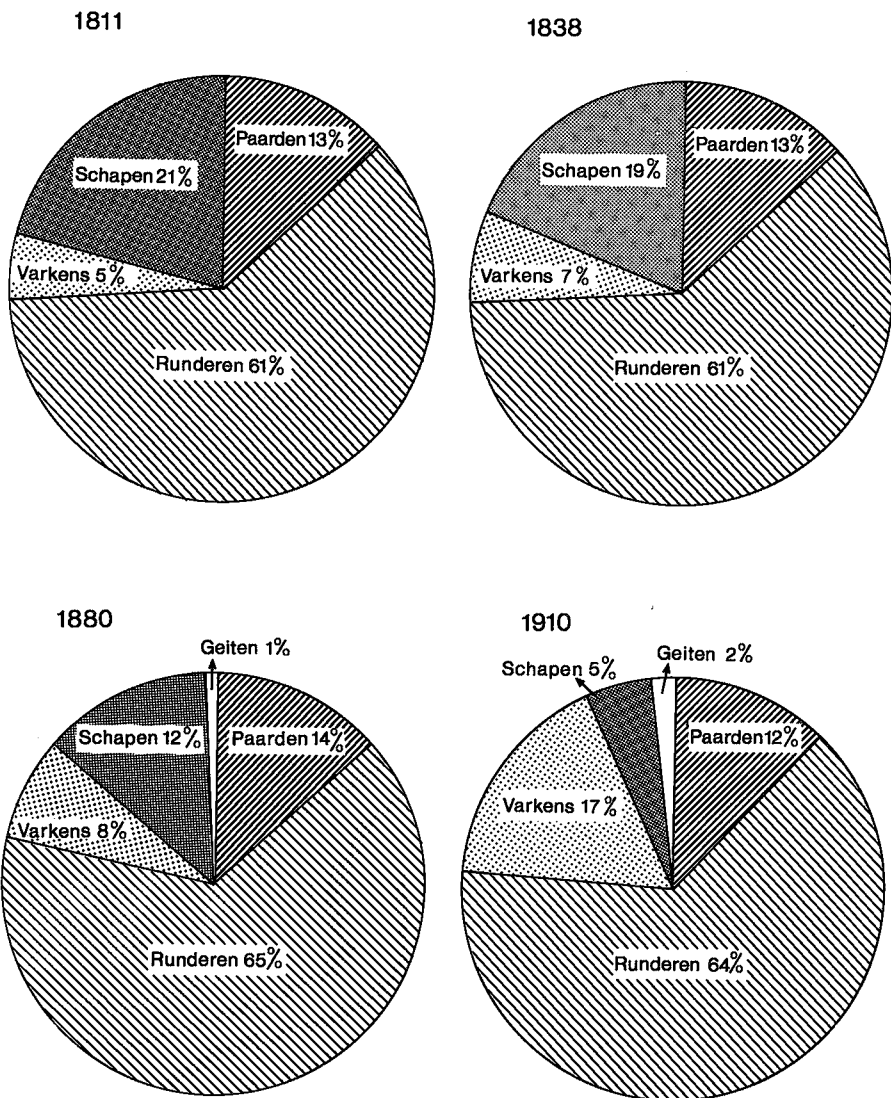 1811
Schapen 21%
Paarden 13%
Varkens 5%
Runderen 61%
1838
Schapen 19%
Paarden 13%
Varkens 7%
Runderen 61%
1880
Geiten 1%
Schapen 12%
Paarden 14%
Varkens 8%
Runderen 65%
1910
Geiten 2%
Schapen 5%
Paarden 12%
Varkens 17%
Runderen 64%